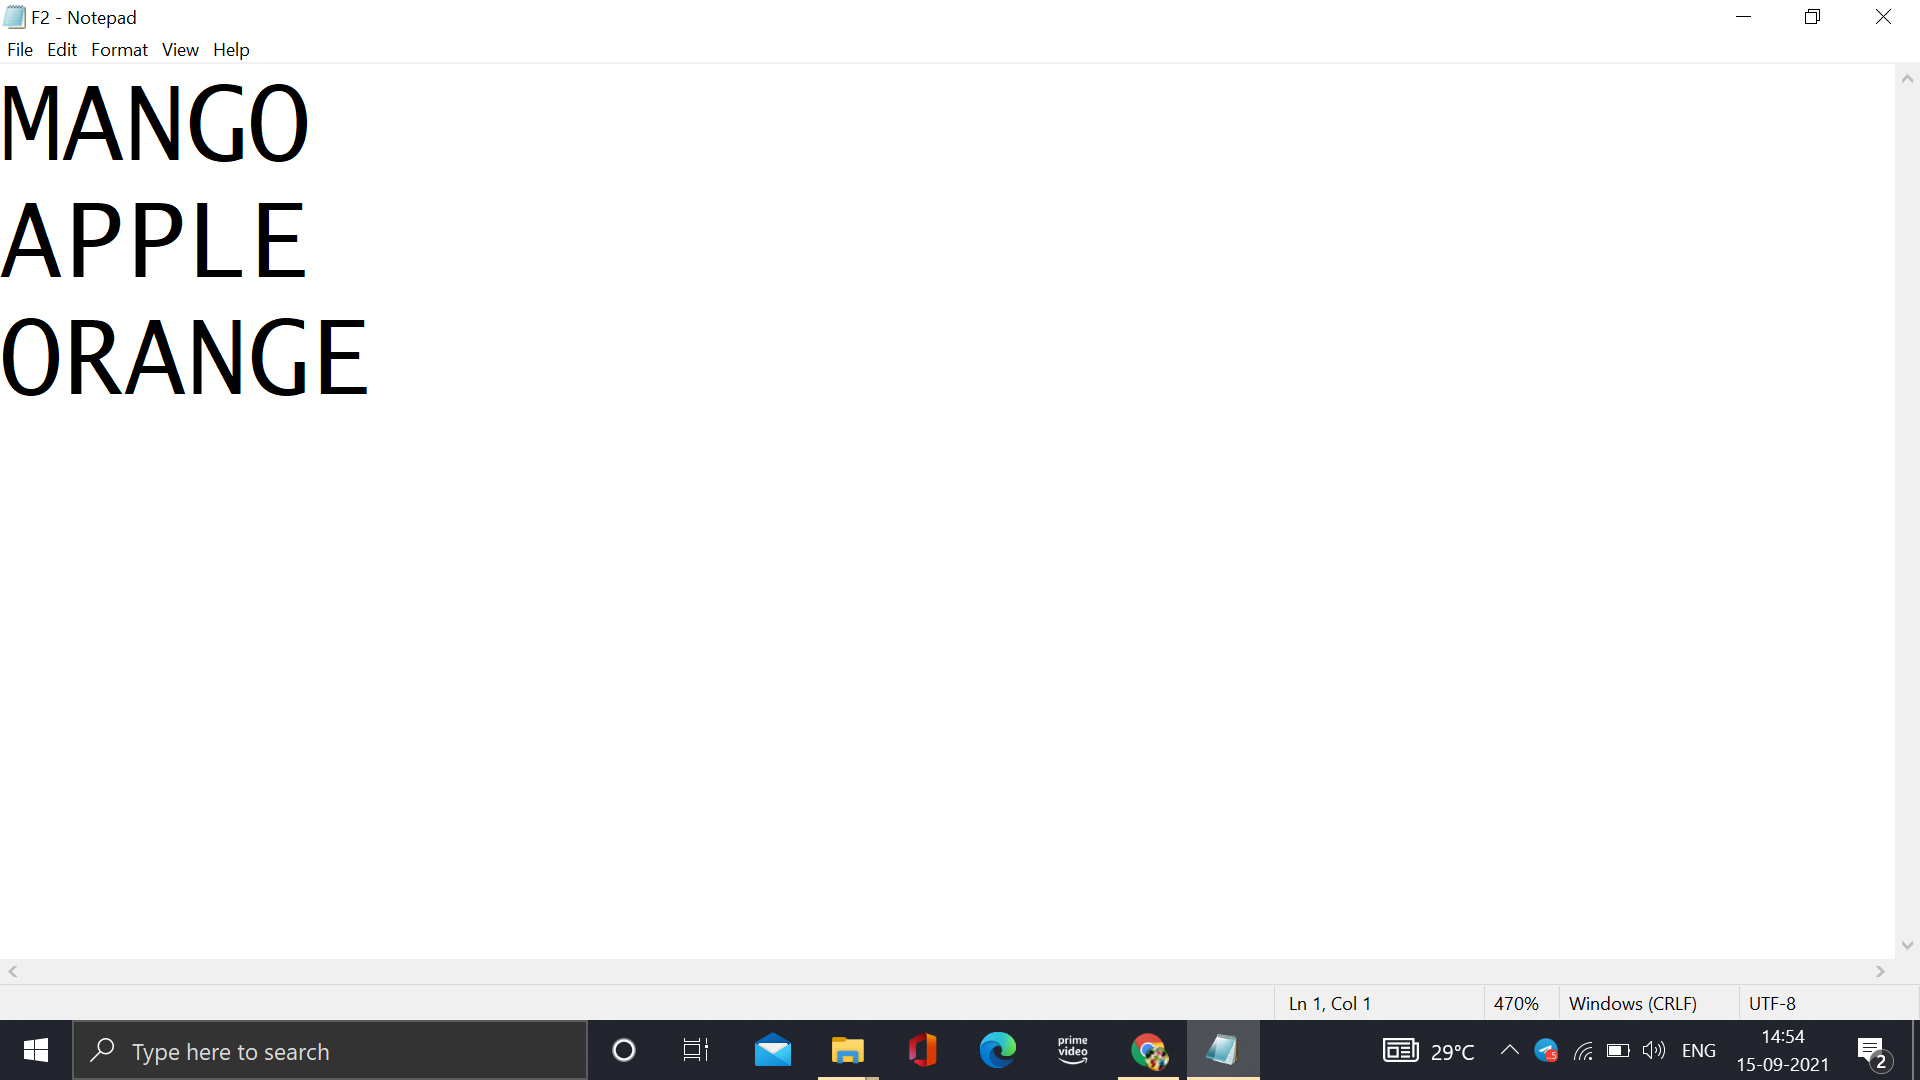 F2 - Notepad
File Edit Format View Help
MANGO
APPLE
ORANGE
Ln 1, Col 1 470% Windows (CRLF) UTF-8
Type here to search
prime
video
29°C
5
ENG
14:54
15-09-2021
2